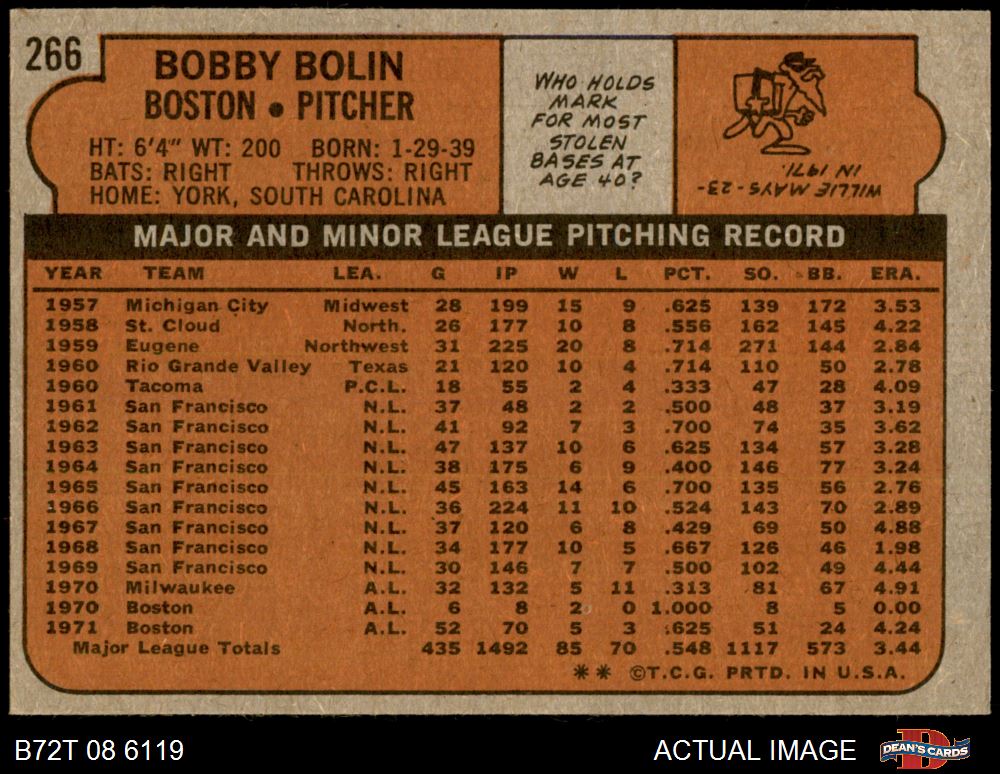 266
BOBBY BOLIN
BOSTON • PITCHER
HT: 6'4" WT: 200 BORN: 1-29-39
BATS: RIGHT THROWS: RIGHT
HOME: YORK, SOUTH CAROLINA
WHO HOLDS
MARK
FOR MOST
STOLEN
BASES AT
AGE 40?
WILLIE MAYS - 23 -
IN 1971.
MAJOR AND MINOR LEAGUE PITCHING RECORD
YEAR TEAM LEA. G IP W L PCT. SO. BB. ERA.
1957 Michigan City Midwest 28 199 15 9 .625 139 172 3.53
1958 St. Cloud North. 26 177 10 8 .556 162 145 4.22
1959 Eugene Northwest 31 225 20 8 .714 271 144 2.84
1960 Rio Grande Valley Texas 21 120 10 4 .714 110 50 2.78
1960 Tacoma P.C.L. 18 55 2 4 .333 47 28 4.09
1961 San Francisco N.L. 37 48 2 2 .500 48 37 3.19
1962 San Francisco N.L. 41 92 7 3 .700 74 35 3.62
1963 San Francisco N.L. 47 137 10 6 .625 134 57 3.28
1964 San Francisco N.L. 38 175 6 9 .400 146 77 3.24
1965 San Francisco N.L. 45 163 14 6 .700 135 56 2.76
1966 San Francisco N.L. 36 224 11 10 .524 143 70 2.89
1967 San Francisco N.L. 37 120 6 8 .429 69 50 4.88
1968 San Francisco N.L. 34 177 10 5 .667 126 46 1.98
1969 San Francisco N.L. 30 146 7 7 .500 102 49 4.44
1970 Milwaukee A.L. 32 132 5 11 .313 81 67 4.91
1970 Boston A.L. 6 8 2 0 1.000 8 5 0.00
1971 Boston A.L. 52 70 5 3 .625 51 24 4.24
Major League Totals 435 1492 85 70 .548 1117 573 3.44
** ©T.C.G. PRTD. IN U.S.A.
B72T 08 6119
ACTUAL IMAGE
DEAN'S CARDS